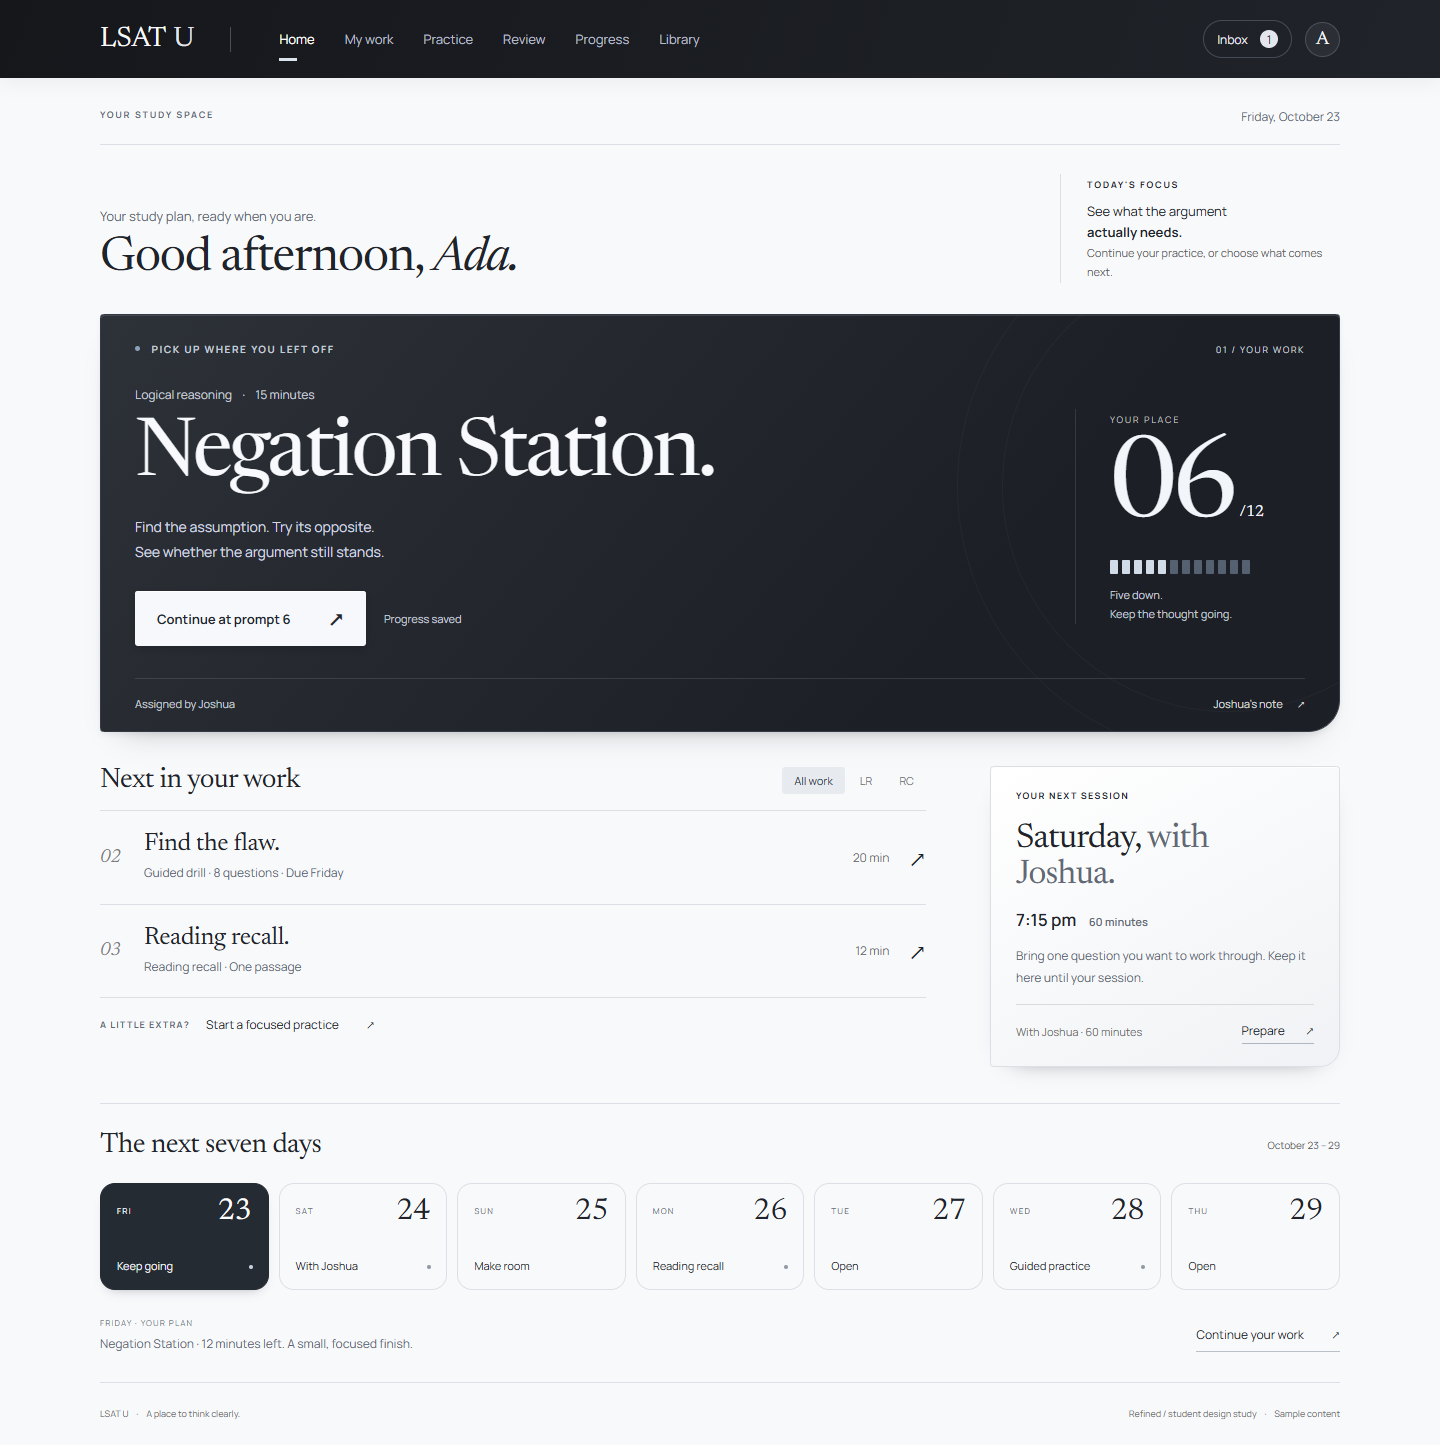 LSAT U
Home
My work
Practice
Review
Progress
Library
Inbox 1
A
YOUR STUDY SPACE
Friday, October 23
Your study plan, ready when you are.
Good afternoon, Ada.
TODAY'S FOCUS
See what the argument
actually needs.
Continue your practice, or choose what comes
next.
PICK UP WHERE YOU LEFT OFF
01 / YOUR WORK
Logical reasoning · 15 minutes
Negation Station.
Find the assumption. Try its opposite.
See whether the argument still stands.
Continue at prompt 6 ↗
Progress saved
YOUR PLACE
06 /12
Five down.
Keep the thought going.
Assigned by Joshua
Joshua's note ↗
Next in your work
All work
LR
RC
02
Find the flaw.
Guided drill · 8 questions · Due Friday
20 min ↗
03
Reading recall.
Reading recall · One passage
12 min ↗
A LITTLE EXTRA?
Start a focused practice ↗
YOUR NEXT SESSION
Saturday, with
Joshua.
7:15 pm 60 minutes
Bring one question you want to work through. Keep it
here until your session.
With Joshua · 60 minutes
Prepare ↗
The next seven days
October 23 – 29
FRI 23
Keep going
SAT 24
With Joshua
SUN 25
Make room
MON 26
Reading recall
TUE 27
Open
WED 28
Guided practice
THU 29
Open
FRIDAY · YOUR PLAN
Negation Station · 12 minutes left. A small, focused finish.
Continue your work ↗
LSAT U · A place to think clearly.
Refined / student design study · Sample content